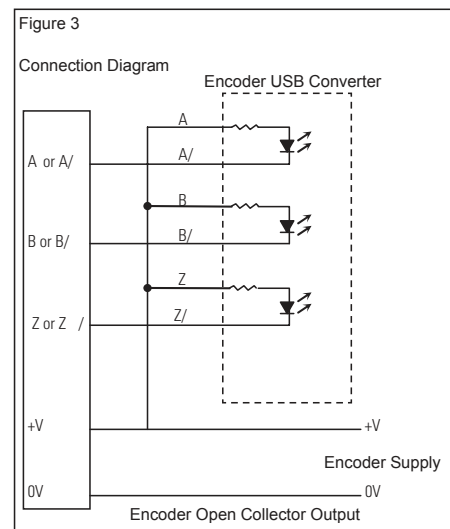 Figure 3
Connection Diagram
Encoder USB Converter
A
A or A/
A/
B
B or B/
B/
Z
Z or Z /
Z/
+V
+V
Encoder Supply
0V
0V
Encoder Open Collector Output